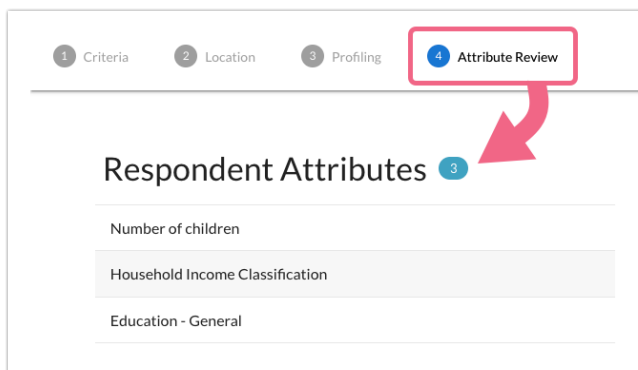 1 Criteria 2 Location 3 Profiling 4 Attribute Review
Respondent Attributes 3
Number of children
Household Income Classification
Education - General